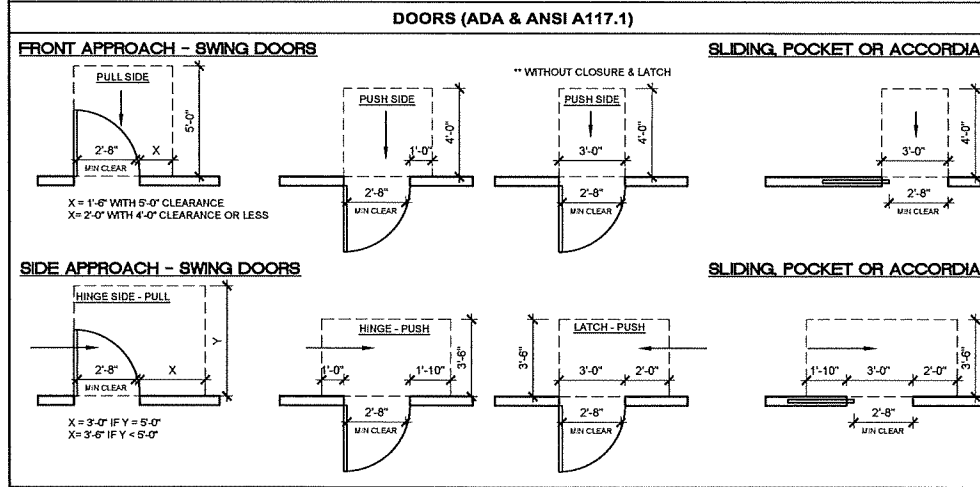 DOORS (ADA & ANSI A117.1)
FRONT APPROACH - SWING DOORS
SLIDING, POCKET OR ACCORDIA
PULL SIDE
5'-0"
2'-8"
X
MIN CLEAR
X = 1'-6" WITH 5'-0" CLEARANCE
X= 2'-0" WITH 4'-0" CLEARANCE OR LESS
PUSH SIDE
4'-0"
1'-0"
2'-8"
MIN CLEAR
** WITHOUT CLOSURE & LATCH
PUSH SIDE
4'-0"
3'-0"
2'-8"
MIN CLEAR
4'-0"
3'-0"
2'-8"
MIN CLEAR
SIDE APPROACH - SWING DOORS
SLIDING, POCKET OR ACCORDIA
HINGE SIDE - PULL
Y
2'-8"
X
MIN CLEAR
X = 3'-0" IF Y = 5'-0"
X= 3'-6" IF Y < 5'-0"
HINGE - PUSH
3'-6"
1'-0"
1'-10"
2'-8"
MIN CLEAR
LATCH - PUSH
3'-6"
3'-6"
3'-0"
2'-0"
2'-8"
MIN CLEAR
3'-6"
1'-10"
3'-0"
2'-0"
2'-8"
MIN CLEAR